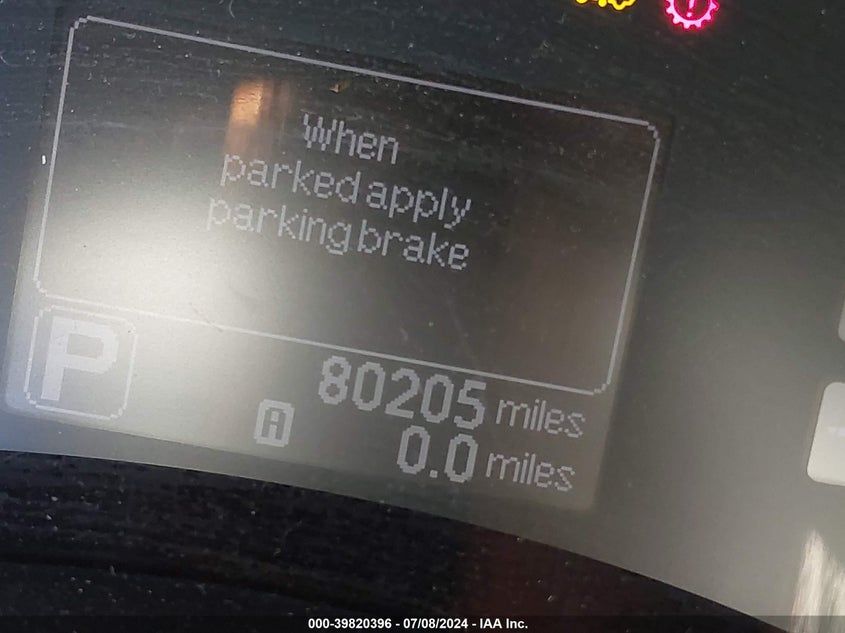 When
parked apply
parking brake
P
80205 miles
A 0.0 miles
000-39820396 - 07/08/2024 - IAA Inc.